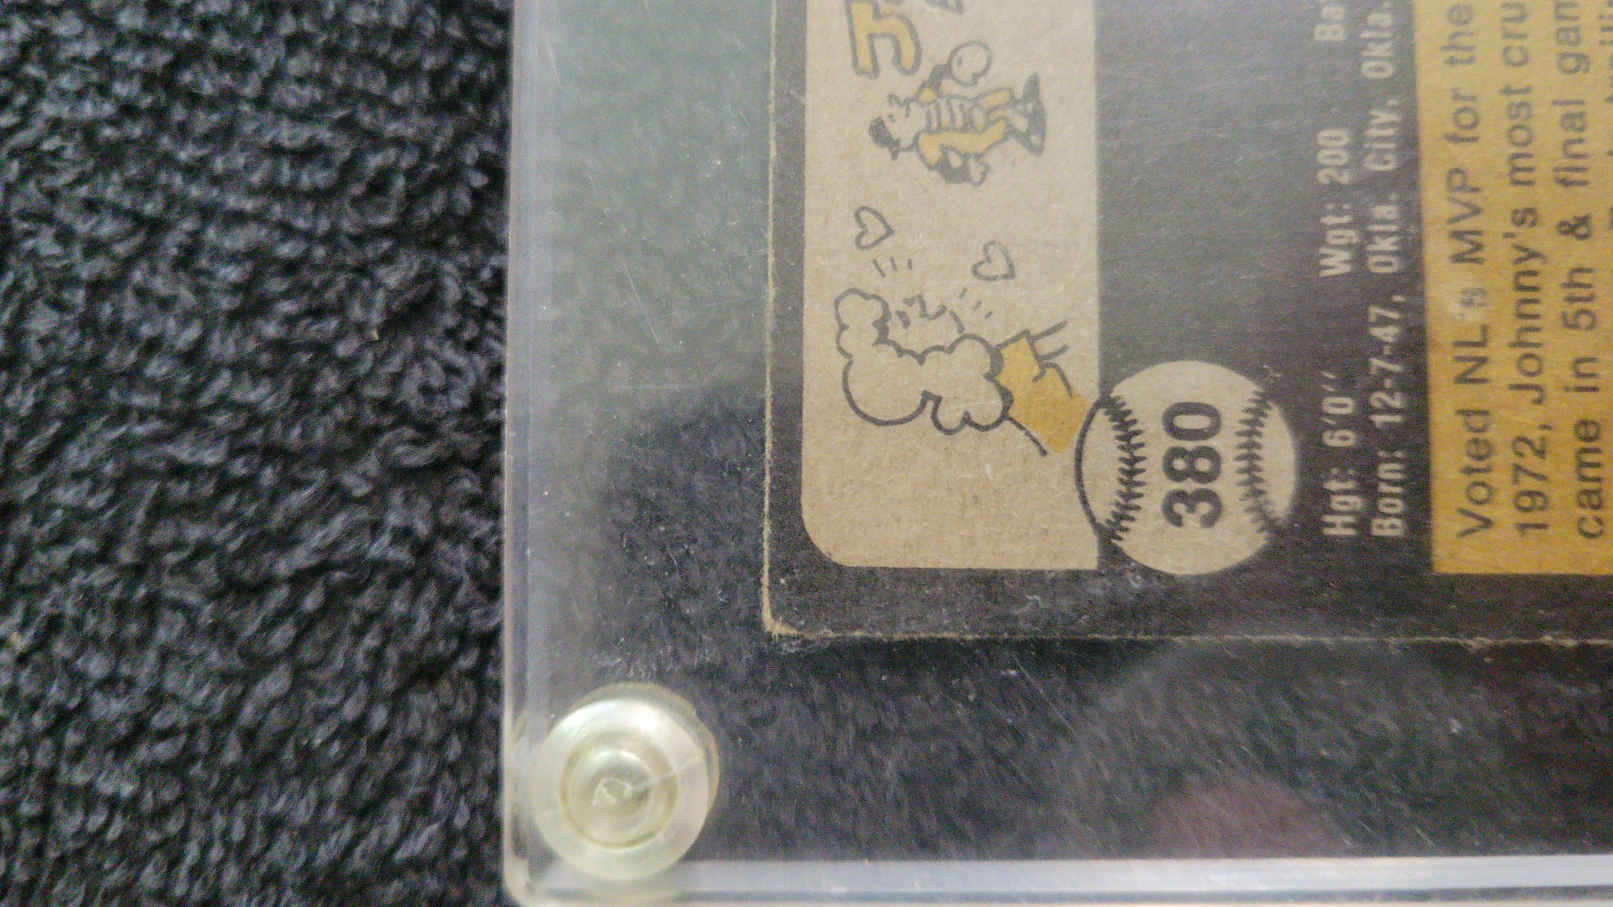 380
Hgt: 6'0" Wgt: 200 Ba
Born: 12-7-47, Okla. City, Okla.
Voted NL's MVP for the
1972, Johnny's most cru
came in 5th & final gam